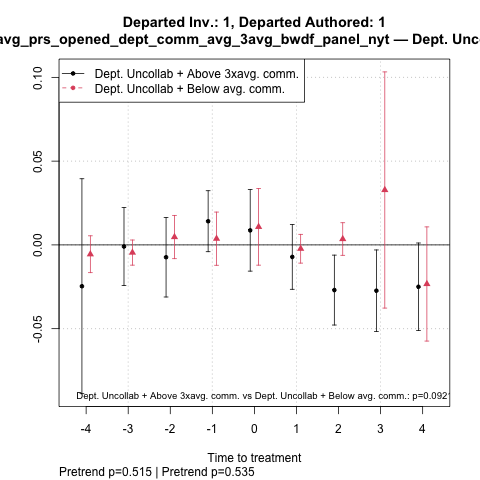 Departed Inv.: 1, Departed Authored: 1
avg_prs_opened_dept_comm_avg_3avg_bwdf_panel_nyt — Dept. Unco
Dept. Uncollab + Above 3xavg. comm.
Dept. Uncollab + Below avg. comm.
0.10
0.05
0.00
-0.05
Dept. Uncollab + Above 3xavg. comm. vs Dept. Uncollab + Below avg. comm.: p=0.092
-4 -3 -2 -1 0 1 2 3 4
Time to treatment
Pretrend p=0.515 | Pretrend p=0.535